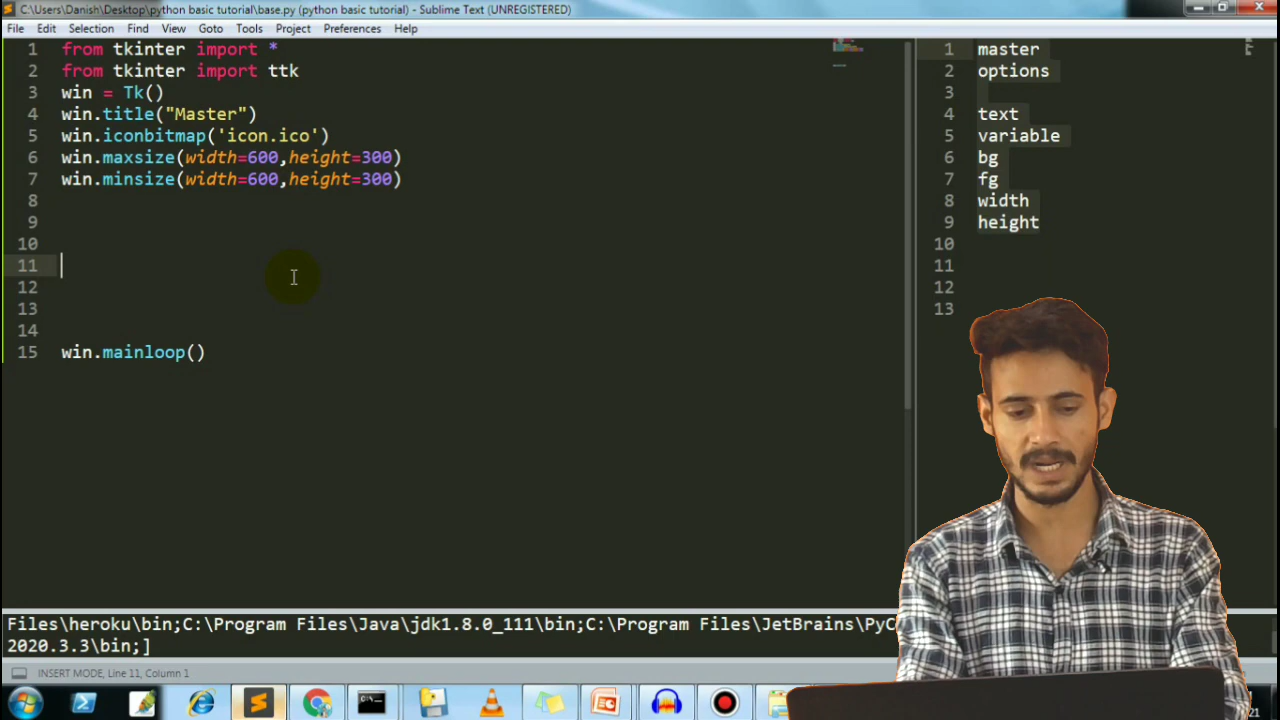 C:\Users\Danish\Desktop\python basic tutorial\base.py (python basic tutorial) - Sublime Text (UNREGISTERED)
File Edit Selection Find View Goto Tools Project Preferences Help
1 from tkinter import *
2 from tkinter import ttk
3 win = Tk()
4 win.title("Master")
5 win.iconbitmap('icon.ico')
6 win.maxsize(width=600,height=300)
7 win.minsize(width=600,height=300)
8
9
10
11
12
13
14
15 win.mainloop()
1 master
2 options
3
4 text
5 variable
6 bg
7 fg
8 width
9 height
10
11
12
13
Files\heroku\bin;C:\Program Files\Java\jdk1.8.0_111\bin;C:\Program Files\JetBrains\PyC
2020.3.3\bin;]
INSERT MODE, Line 11, Column 1
21